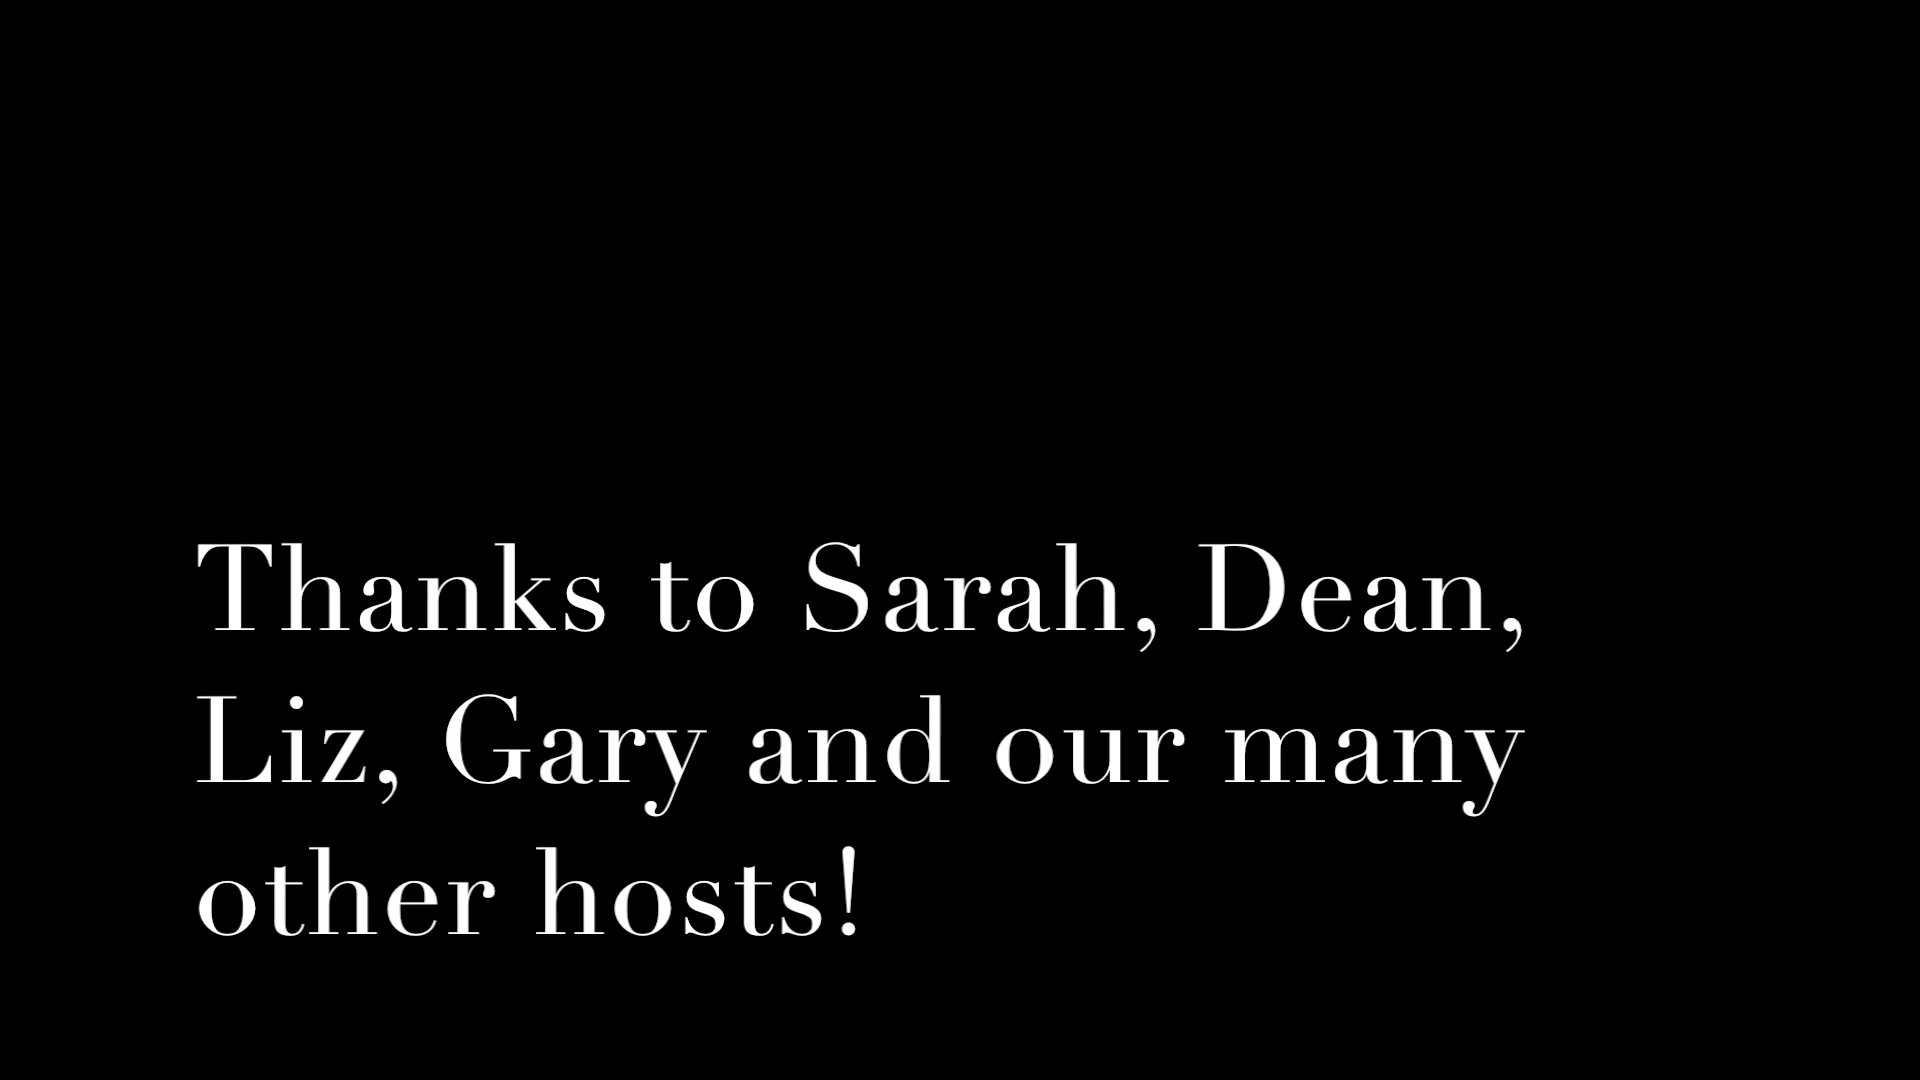 Thanks to Sarah, Dean,
Liz, Gary and our many
other hosts!